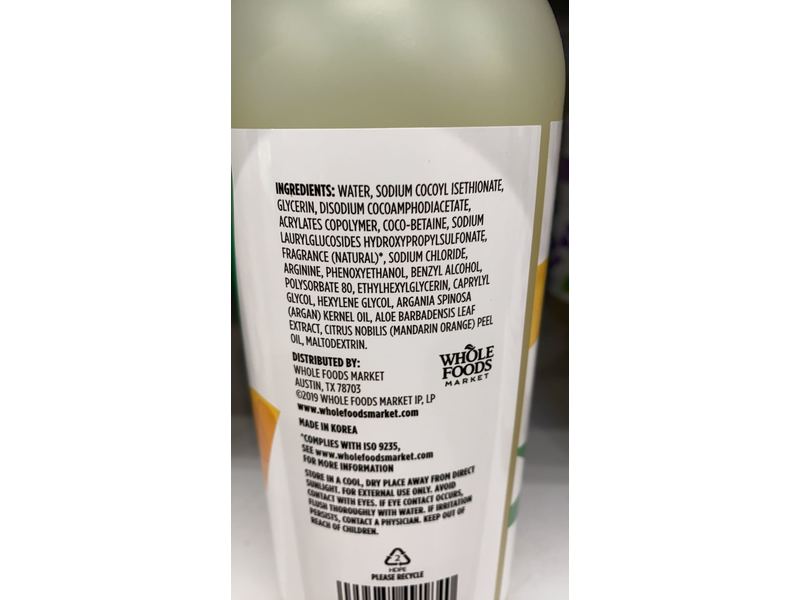 INGREDIENTS: WATER, SODIUM COCOYL ISETHIONATE,
GLYCERIN, DISODIUM COCOAMPHODIACETATE,
ACRYLATES COPOLYMER, COCO-BETAINE, SODIUM
LAURYLGLUCOSIDES HYDROXYPROPYLSULFONATE,
FRAGRANCE (NATURAL)*, SODIUM CHLORIDE,
ARGININE, PHENOXYETHANOL, BENZYL ALCOHOL,
POLYSORBATE 80, ETHYLHEXYLGLYCERIN, CAPRYLYL
GLYCOL, HEXYLENE GLYCOL, ARGANIA SPINOSA
(ARGAN) KERNEL OIL, ALOE BARBADENSIS LEAF
EXTRACT, CITRUS NOBILIS (MANDARIN ORANGE) PEEL
OIL, MALTODEXTRIN.
DISTRIBUTED BY:
WHOLE FOODS MARKET
AUSTIN, TX 78703
©2019 WHOLE FOODS MARKET IP, LP
www.wholefoodsmarket.com
WHOLE
FOODS
MARKET
MADE IN KOREA
*COMPLIES WITH ISO 9235,
SEE www.wholefoodsmarket.com
FOR MORE INFORMATION
STORE IN A COOL, DRY PLACE AWAY FROM DIRECT
SUNLIGHT. FOR EXTERNAL USE ONLY. AVOID
CONTACT WITH EYES. IF EYE CONTACT OCCURS,
FLUSH THOROUGHLY WITH WATER. IF IRRITATION
PERSISTS, CONTACT A PHYSICIAN. KEEP OUT OF
REACH OF CHILDREN.
2
HDPE
PLEASE RECYCLE